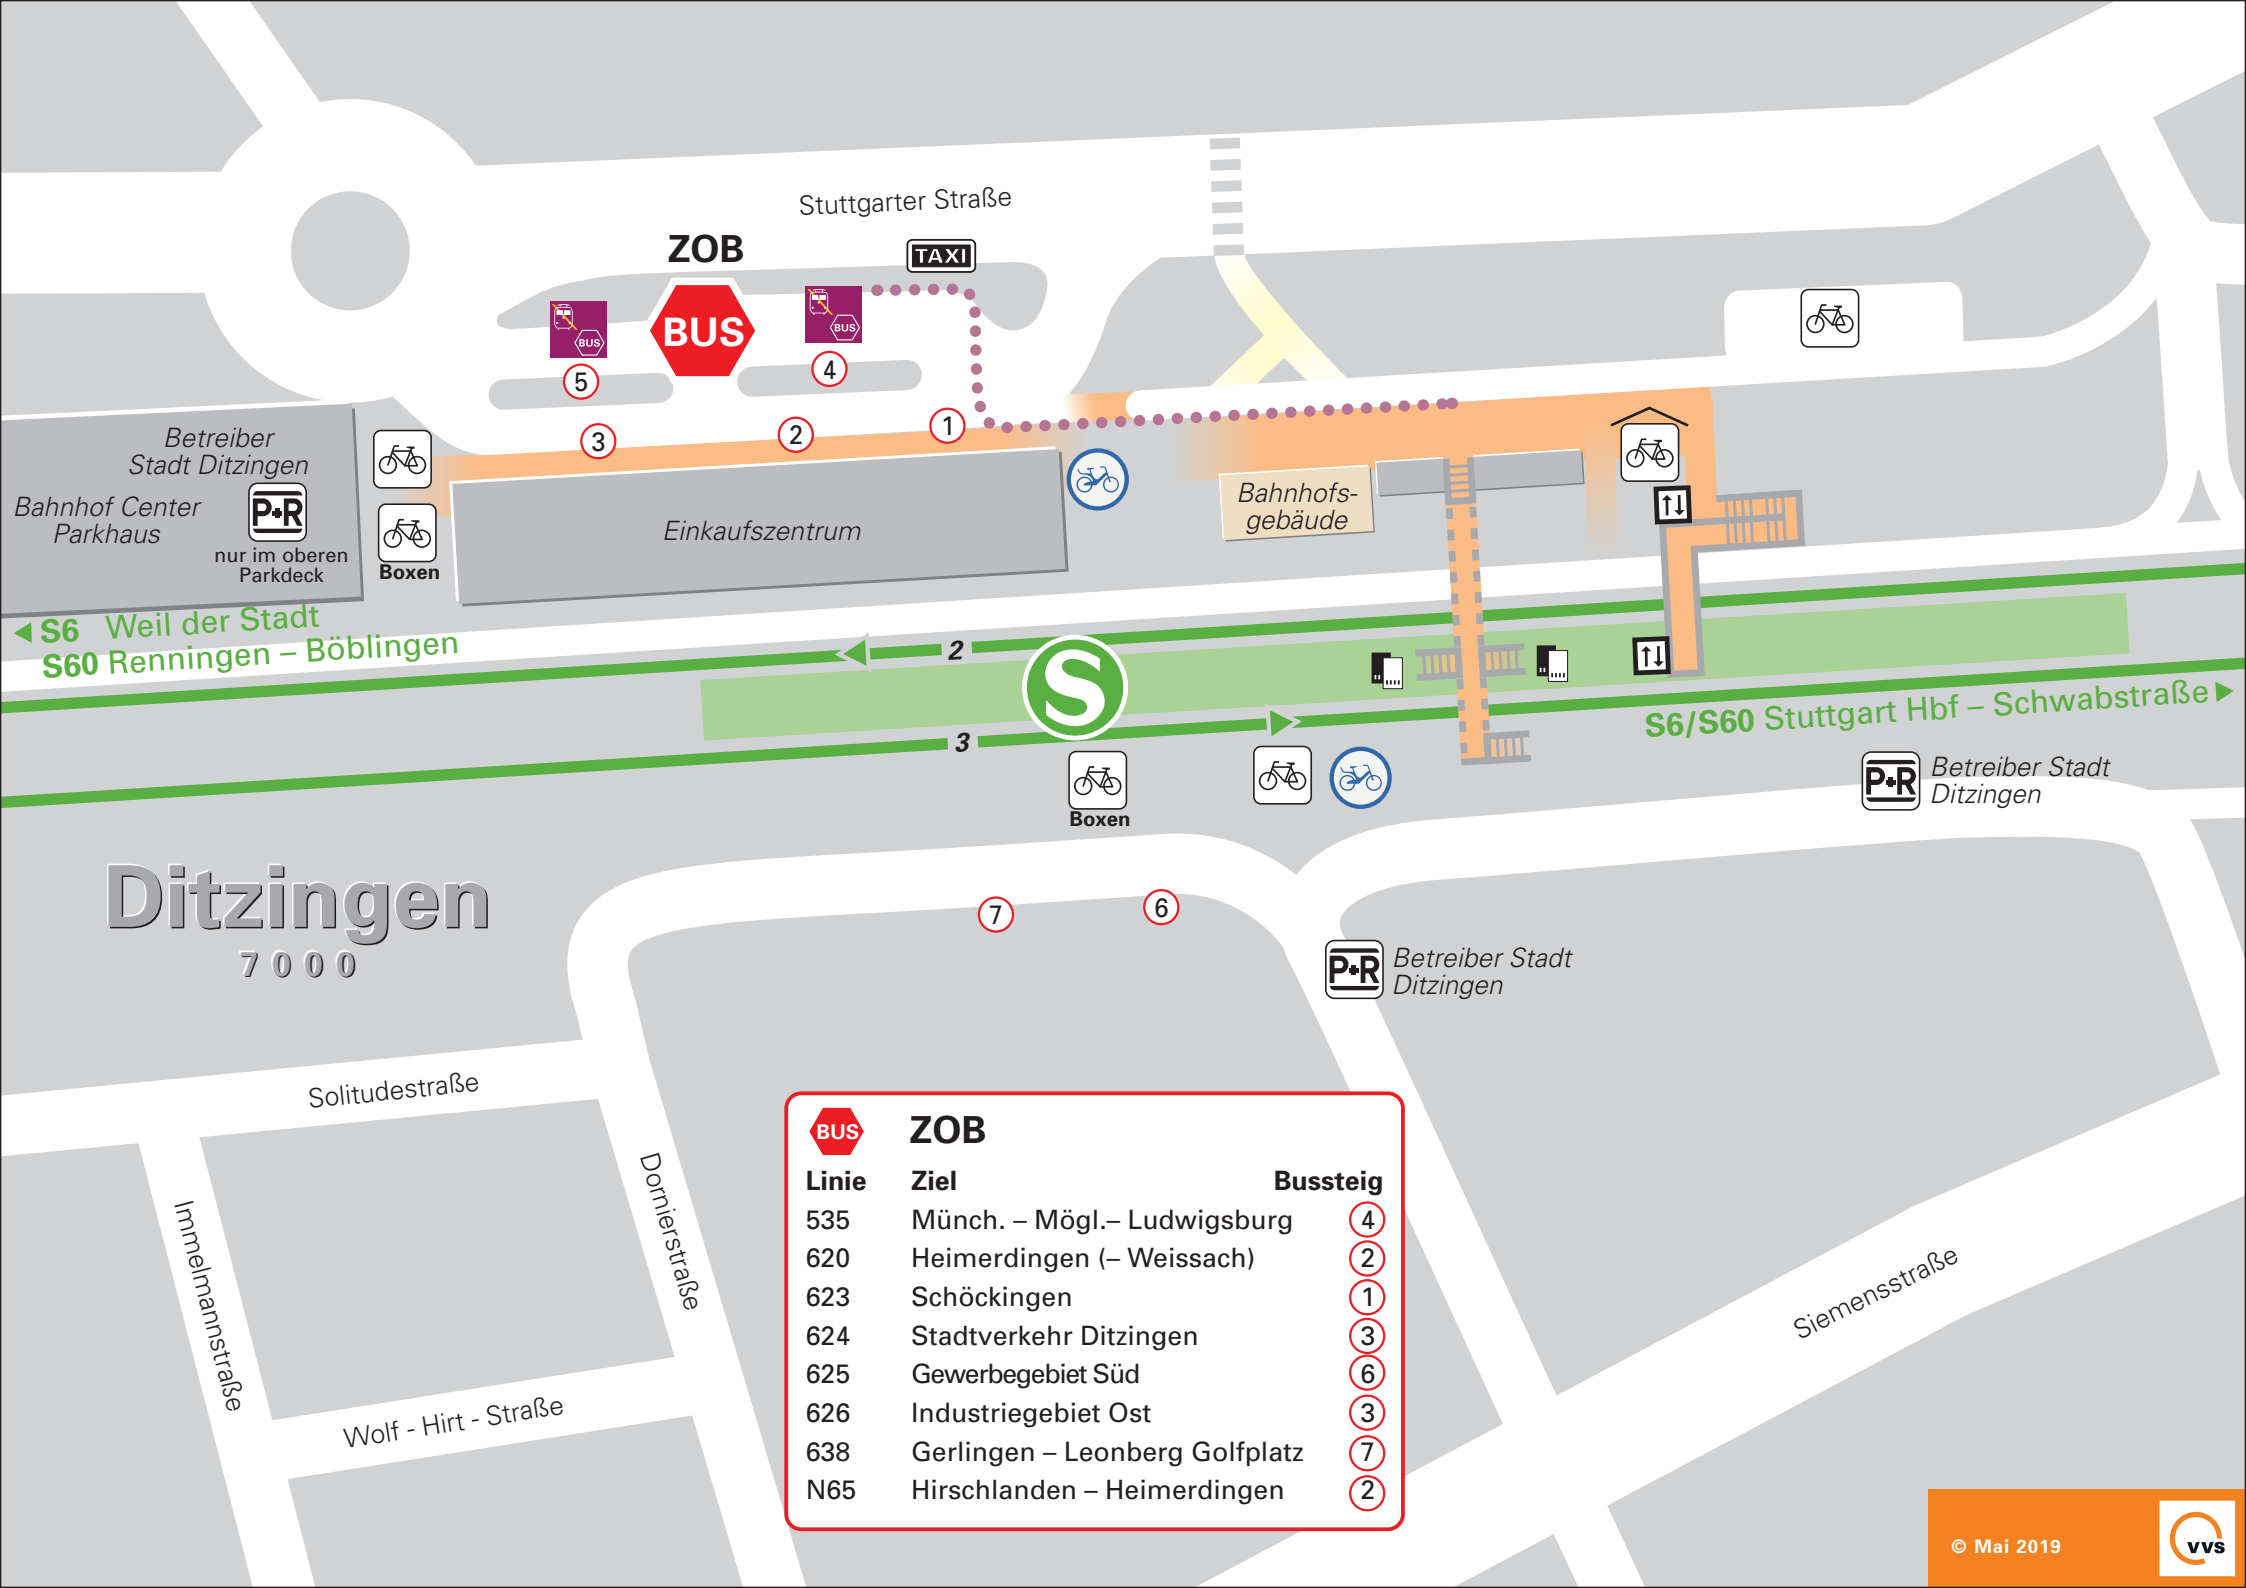 Stuttgarter Straße
ZOB
TAXI
BUS
BUS
BUS
5
4
3
2
1
Betreiber
Stadt Ditzingen
Bahnhof Center
Parkhaus
P+R
nur im oberen
Parkdeck
Boxen
Einkaufszentrum
Bahnhofs-
gebäude
S6 Weil der Stadt
S60 Renningen – Böblingen
2
S
3
S6/S60 Stuttgart Hbf – Schwabstraße
Boxen
P+R
Betreiber Stadt
Ditzingen
Ditzingen
7000
7
6
P+R
Betreiber Stadt
Ditzingen
Solitudestraße
Immelmannstraße
Dornierstraße
Wolf - Hirt - Straße
Siemensstraße
BUS ZOB
Linie Ziel Bussteig
535 Münch. – Mögl.– Ludwigsburg 4
620 Heimerdingen (– Weissach) 2
623 Schöckingen 1
624 Stadtverkehr Ditzingen 3
625 Gewerbegebiet Süd 6
626 Industriegebiet Ost 3
638 Gerlingen – Leonberg Golfplatz 7
N65 Hirschlanden – Heimerdingen 2
© Mai 2019
vvs